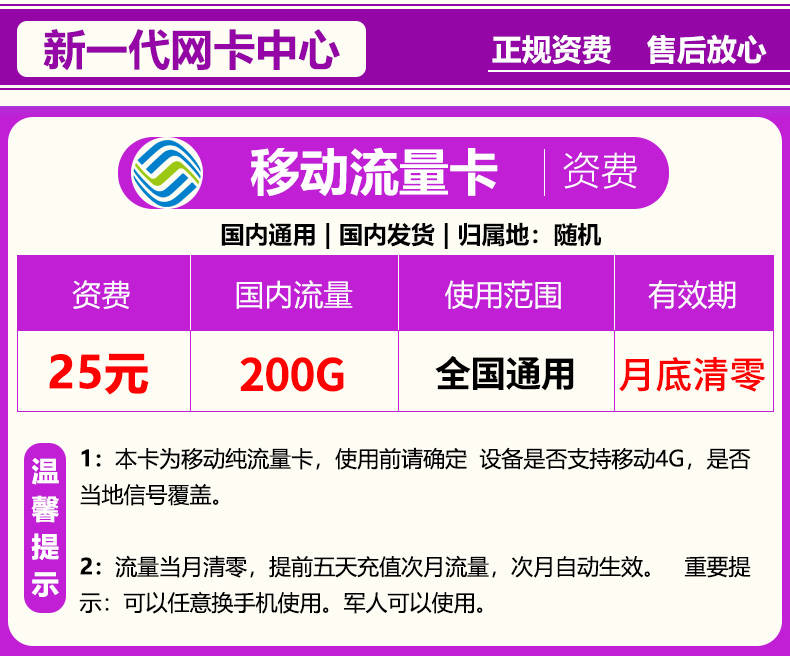 新一代网卡中心
正规资费 售后放心
移动流量卡 资费
国内通用 | 国内发货 | 归属地：随机
资费 国内流量 使用范围 有效期
25元 200G 全国通用 月底清零
温馨提示
1：本卡为移动纯流量卡，使用前请确定 设备是否支持移动4G，是否
当地信号覆盖。
2：流量当月清零，提前五天充值次月流量，次月自动生效。 重要提
示：可以任意换手机使用。军人可以使用。